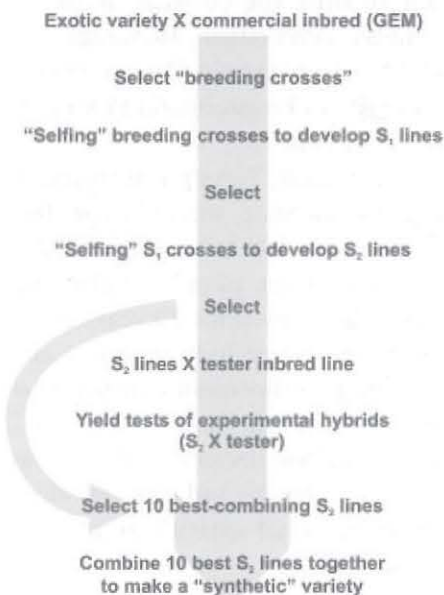 Exotic variety X commercial inbred (GEM)
Select “breeding crosses”
“Selfing” breeding crosses to develop S₁ lines
Select
“Selfing” S₁ crosses to develop S₂ lines
Select
S₂ lines X tester inbred line
Yield tests of experimental hybrids
(S₂ X tester)
Select 10 best-combining S₂ lines
Combine 10 best S₂ lines together
to make a “synthetic” variety